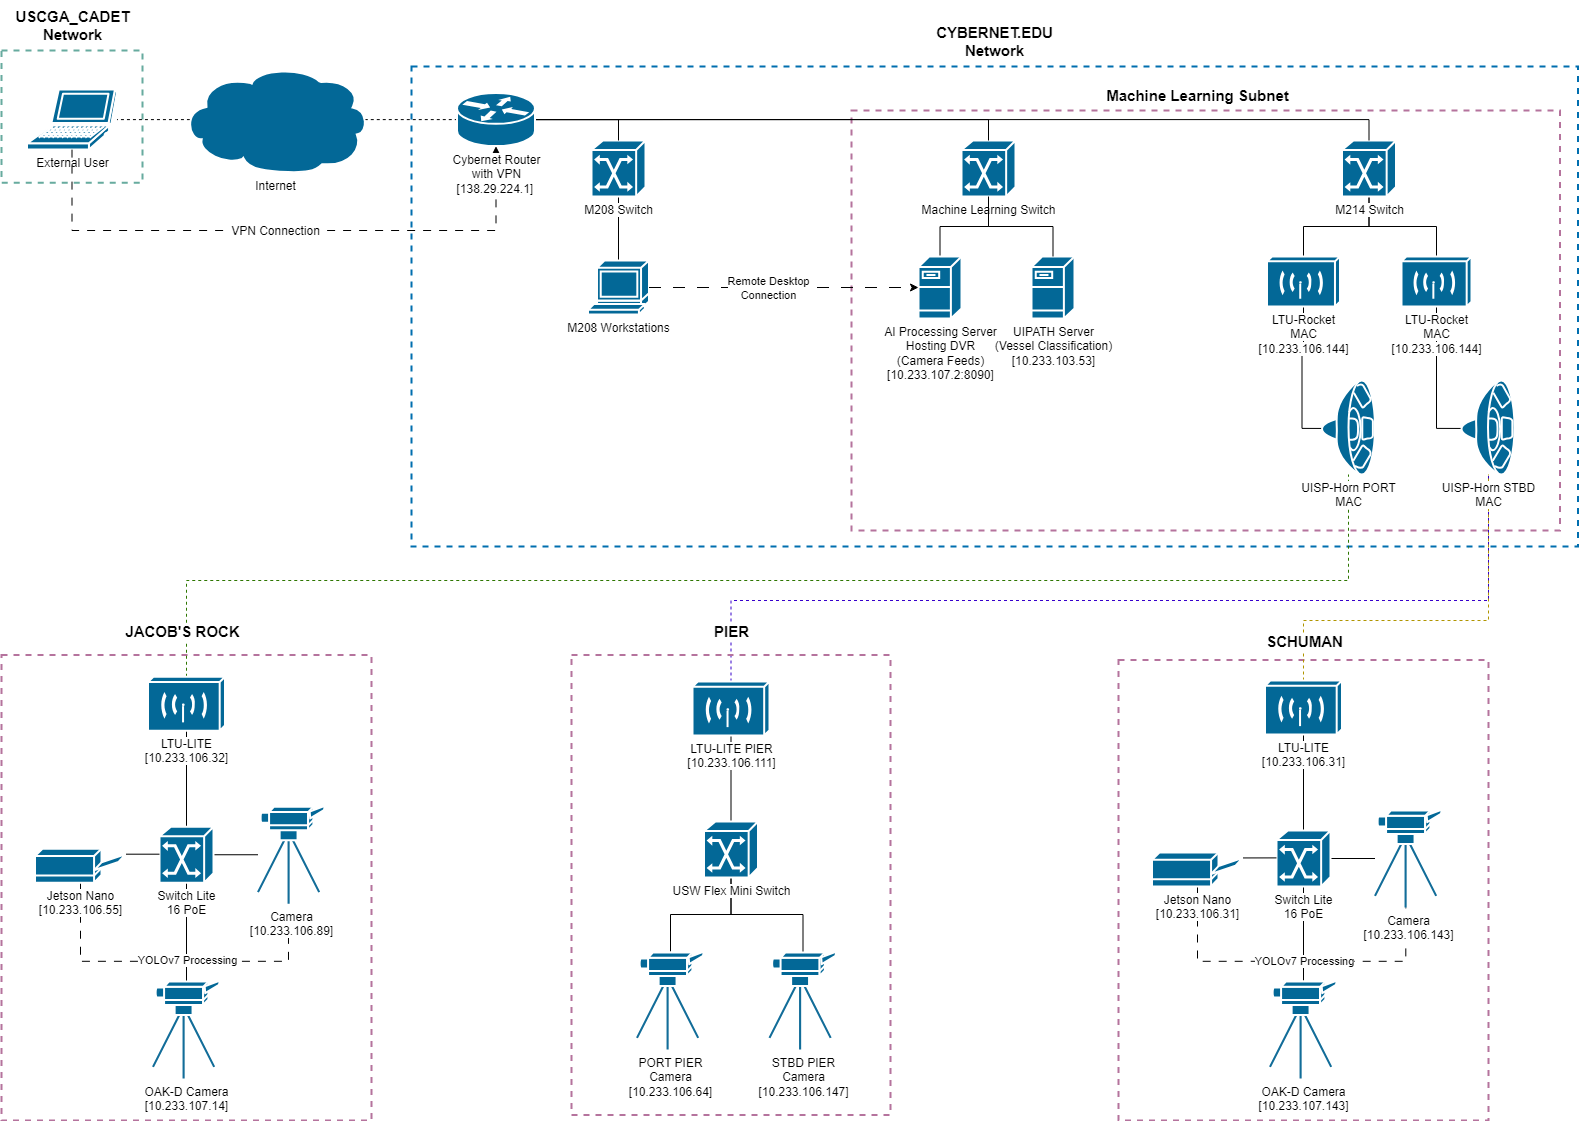 USCGA_CADET
Network
External User
Internet
VPN Connection
CYBERNET.EDU
Network
Cybernet Router
with VPN
[138.29.224.1]
M208 Switch
M208 Workstations
Remote Desktop
Connection
Machine Learning Subnet
Machine Learning Switch
AI Processing Server
Hosting DVR
(Camera Feeds)
[10.233.107.2:8090]
UIPATH Server
(Vessel Classification)
[10.233.103.53]
M214 Switch
LTU-Rocket
MAC
[10.233.106.144]
LTU-Rocket
MAC
[10.233.106.144]
UISP-Horn PORT
MAC
UISP-Horn STBD
MAC
JACOB'S ROCK
LTU-LITE
[10.233.106.32]
Jetson Nano
[10.233.106.55]
Switch Lite
16 PoE
Camera
[10.233.106.89]
YOLOv7 Processing
OAK-D Camera
[10.233.107.14]
PIER
LTU-LITE PIER
[10.233.106.111]
USW Flex Mini Switch
PORT PIER
Camera
[10.233.106.64]
STBD PIER
Camera
[10.233.106.147]
SCHUMAN
LTU-LITE
[10.233.106.31]
Jetson Nano
[10.233.106.31]
Switch Lite
16 PoE
Camera
[10.233.106.143]
YOLOv7 Processing
OAK-D Camera
[10.233.107.143]